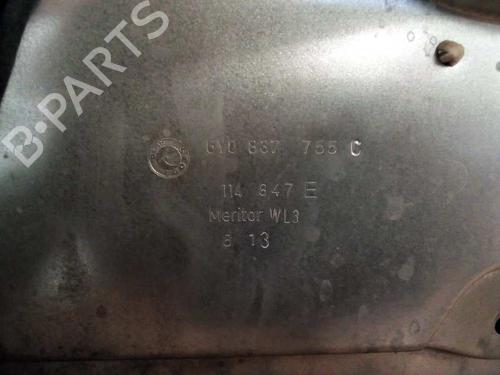 B-PARTS
6Y0 837 755 C
114 847 E
Meritor WL3
6 13